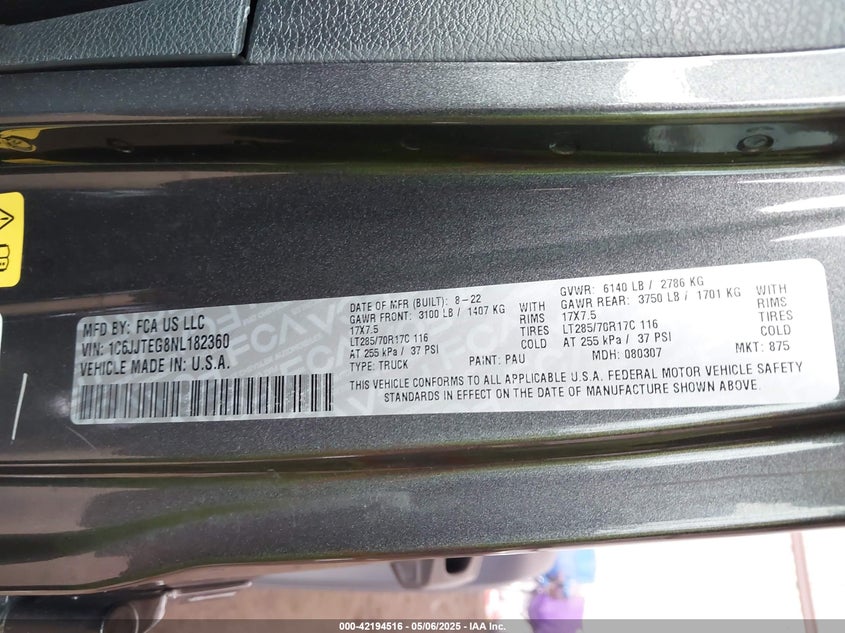 MFD BY: FCA US LLC
VIN: 1C6JJTEG8NL182360
VEHICLE MADE IN: U.S.A.
DATE OF MFR (BUILT): 8-22
GAWR FRONT: 3100 LB / 1407 KG WITH
17X7.5 RIMS
LT285/70R17C 116 TIRES
AT 255 kPa / 37 PSI
TYPE: TRUCK PAINT: PAU
GVWR: 6140 LB / 2786 KG
GAWR REAR: 3750 LB / 1701 KG WITH
17X7.5 RIMS
LT285/70R17C 116 TIRES
AT 255 kPa / 37 PSI
MDH: 080307 MKT: 875
THIS VEHICLE CONFORMS TO ALL APPLICABLE U.S.A. FEDERAL MOTOR VEHICLE SAFETY
STANDARDS IN EFFECT ON THE DATE OF MANUFACTURE SHOWN ABOVE.
000-42194516 - 05/06/2025 - IAA Inc.